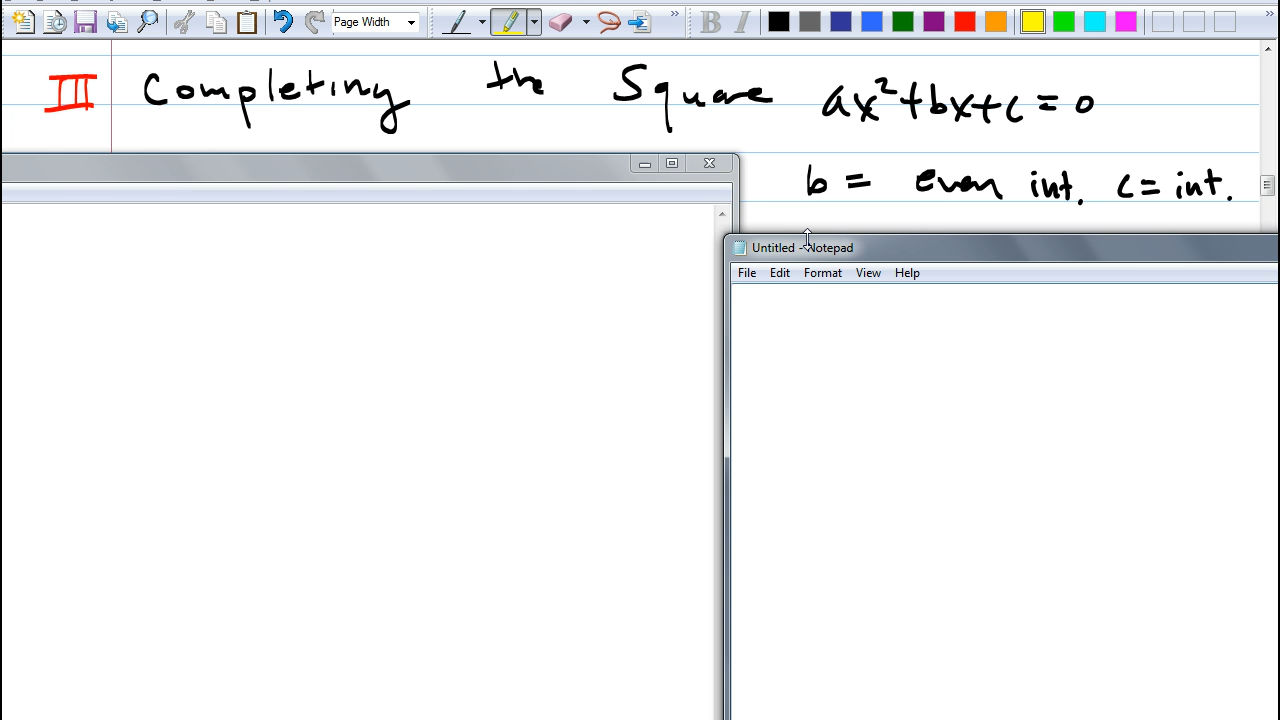 Page Width
B I
III Completing the Square ax²+bx+c = 0
b = even int. c = int.
Untitled - Notepad
File Edit Format View Help